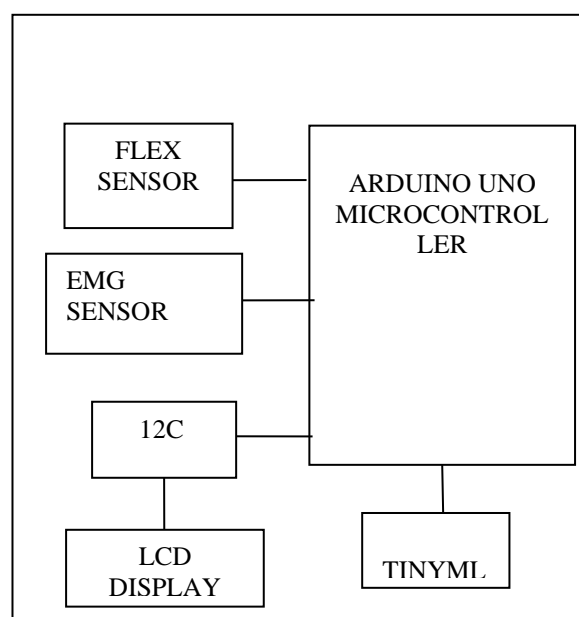 FLEX
SENSOR
ARDUINO UNO
MICROCONTROL
LER
EMG
SENSOR
12C
LCD
DISPLAY
TINYML